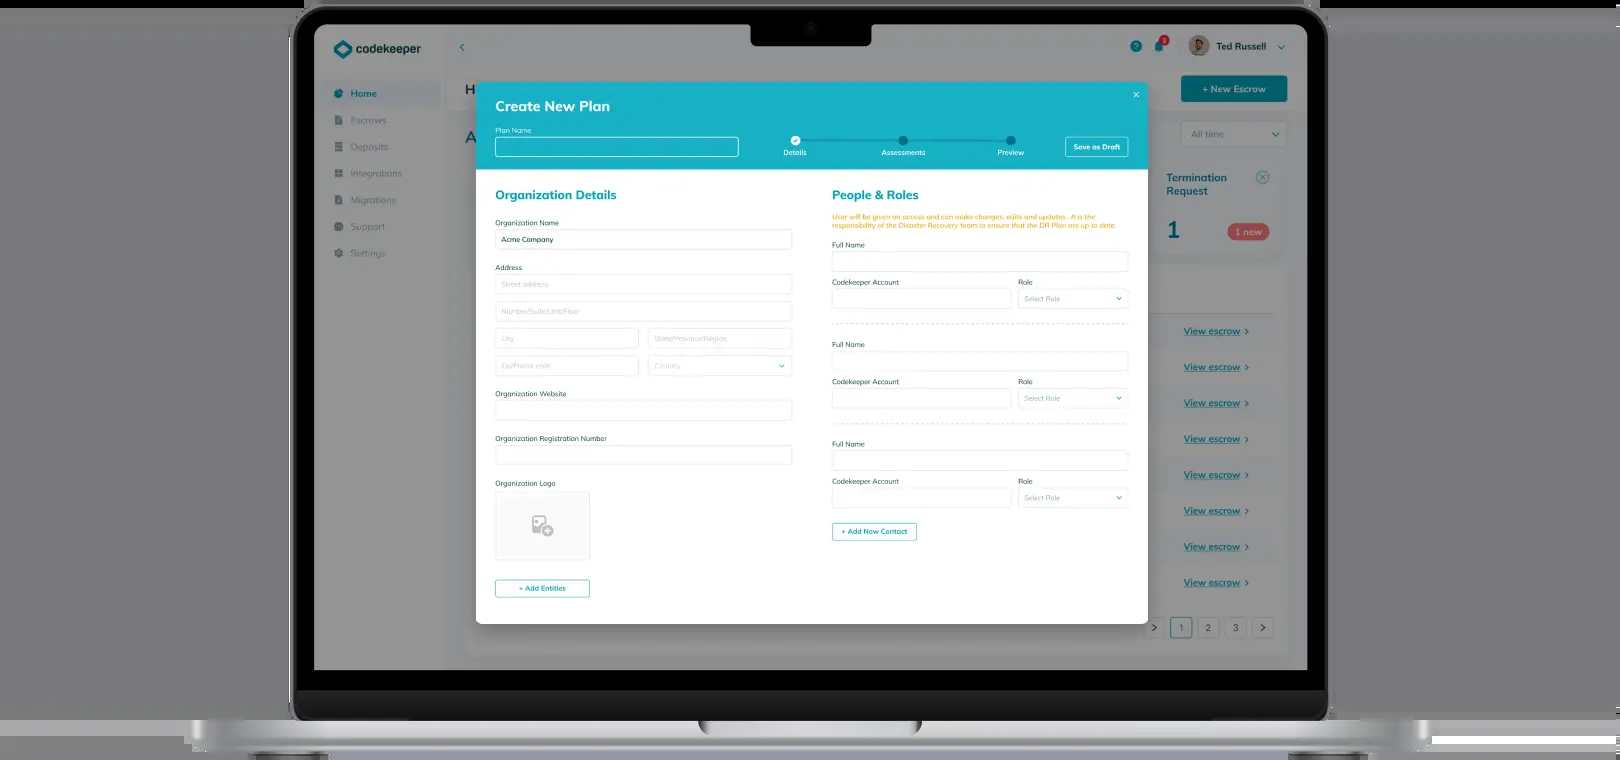 codekeeper
3
Ted Russell
Home
Escrows
Deposits
Integrations
Migrations
Support
Settings
H
+ New Escrow
A
All time
Termination
Request
1
1 new
View escrow
View escrow
View escrow
View escrow
View escrow
View escrow
View escrow
View escrow
1 2 3
Create New Plan
Plan Name
Details
Assessments
Preview
Save as Draft
Organization Details
Organization Name
Acme Company
Address
Street address
Number/Suite/Unit/Floor
City
State/Province/Region
Zip/Postal code
Country
Organization Website
Organization Registration Number
Organization Logo
+ Add Entities
People & Roles
User will be given an access and can make changes, edits and updates . It is the
responsibility of the Disaster Recovery team to ensure that the DR Plan are up to date.
Full Name
Codekeeper Account
Role
Select Role
Full Name
Codekeeper Account
Role
Select Role
Full Name
Codekeeper Account
Role
Select Role
+ Add New Contact